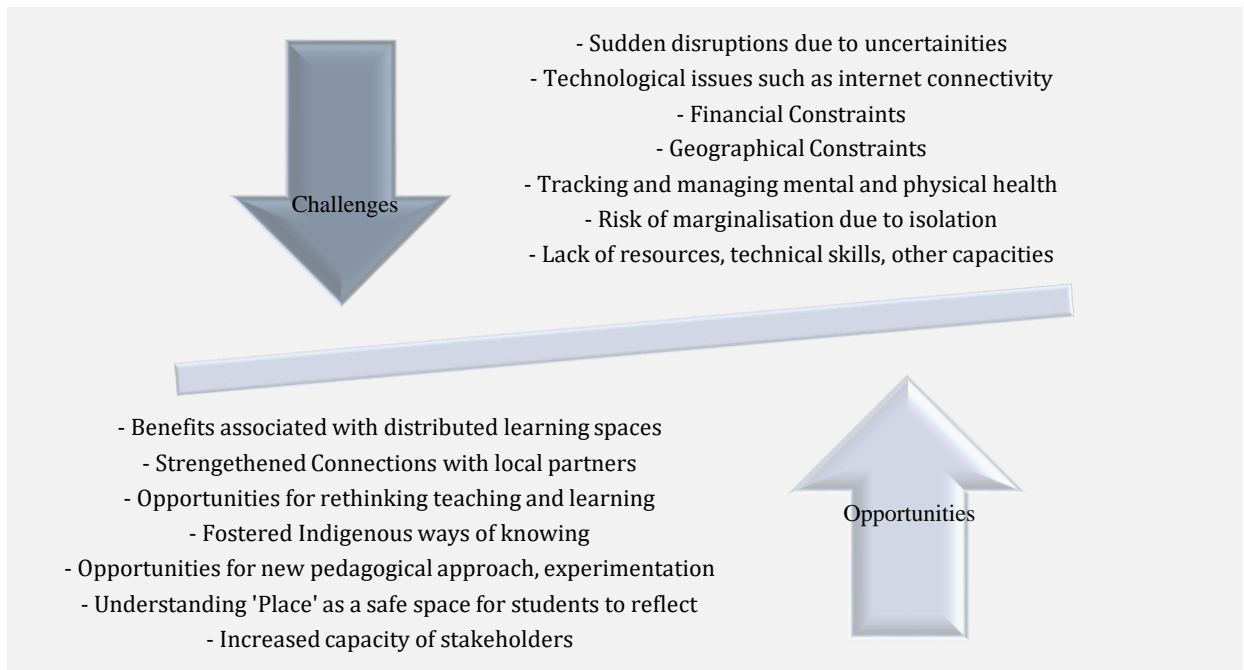 - Sudden disruptions due to uncertainities
- Technological issues such as internet connectivity
- Financial Constraints
- Geographical Constraints
- Tracking and managing mental and physical health
- Risk of marginalisation due to isolation
- Lack of resources, technical skills, other capacities
Challenges
- Benefits associated with distributed learning spaces
- Strengethened Connections with local partners
- Opportunities for rethinking teaching and learning
- Fostered Indigenous ways of knowing
- Opportunities for new pedagogical approach, experimentation
- Understanding 'Place' as a safe space for students to reflect
- Increased capacity of stakeholders
Opportunities